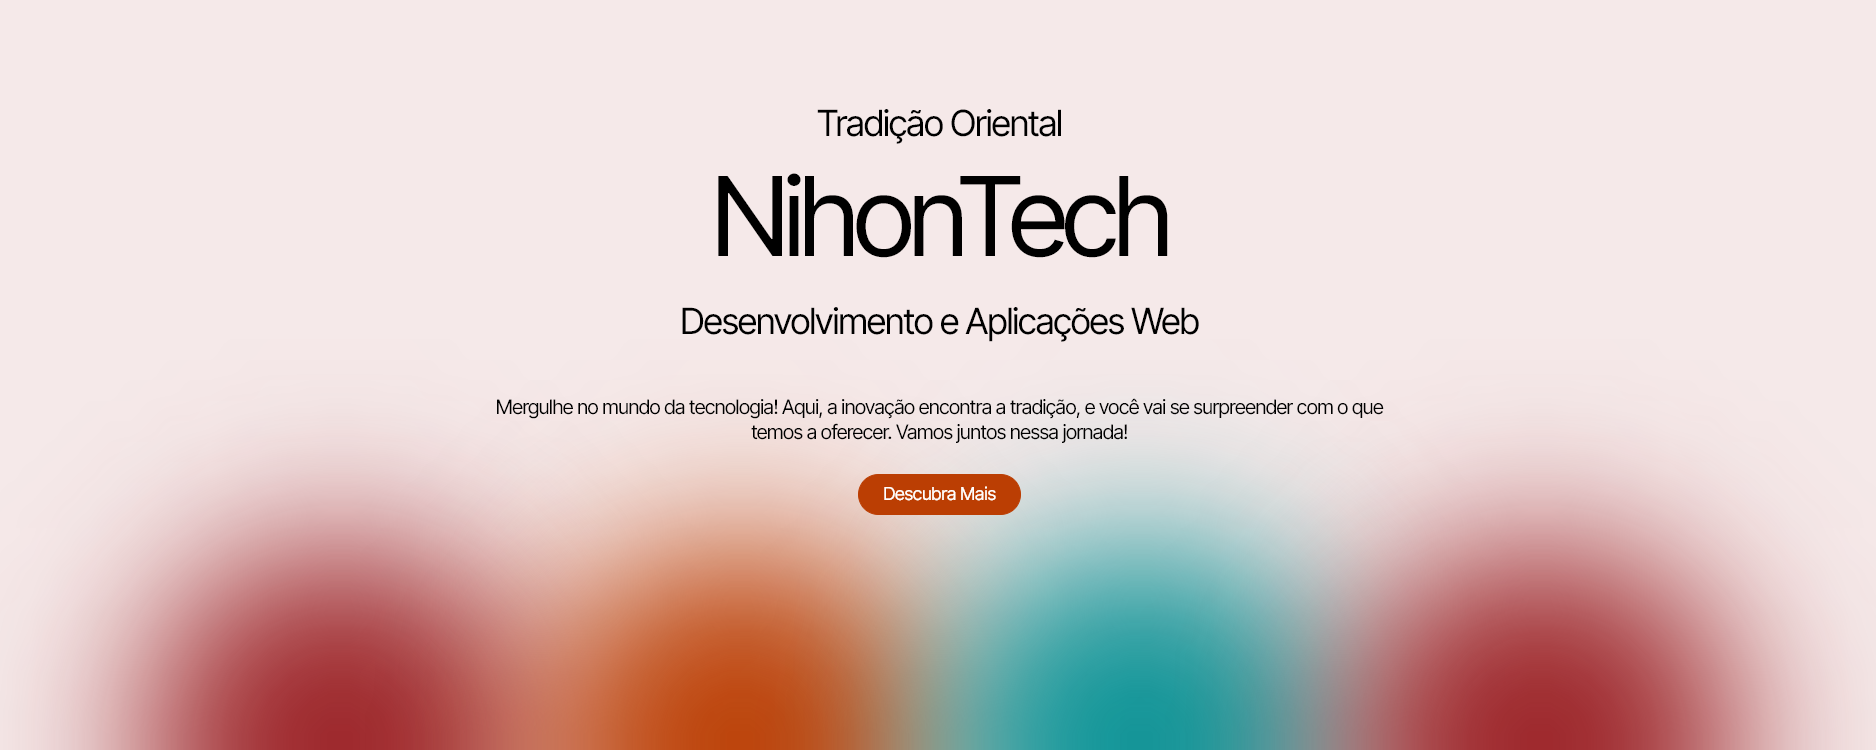 Tradição Oriental
NihonTech
Desenvolvimento e Aplicações Web
Mergulhe no mundo da tecnologia! Aqui, a inovação encontra a tradição, e você vai se surpreender com o que
temos a oferecer. Vamos juntos nessa jornada!
Descubra Mais